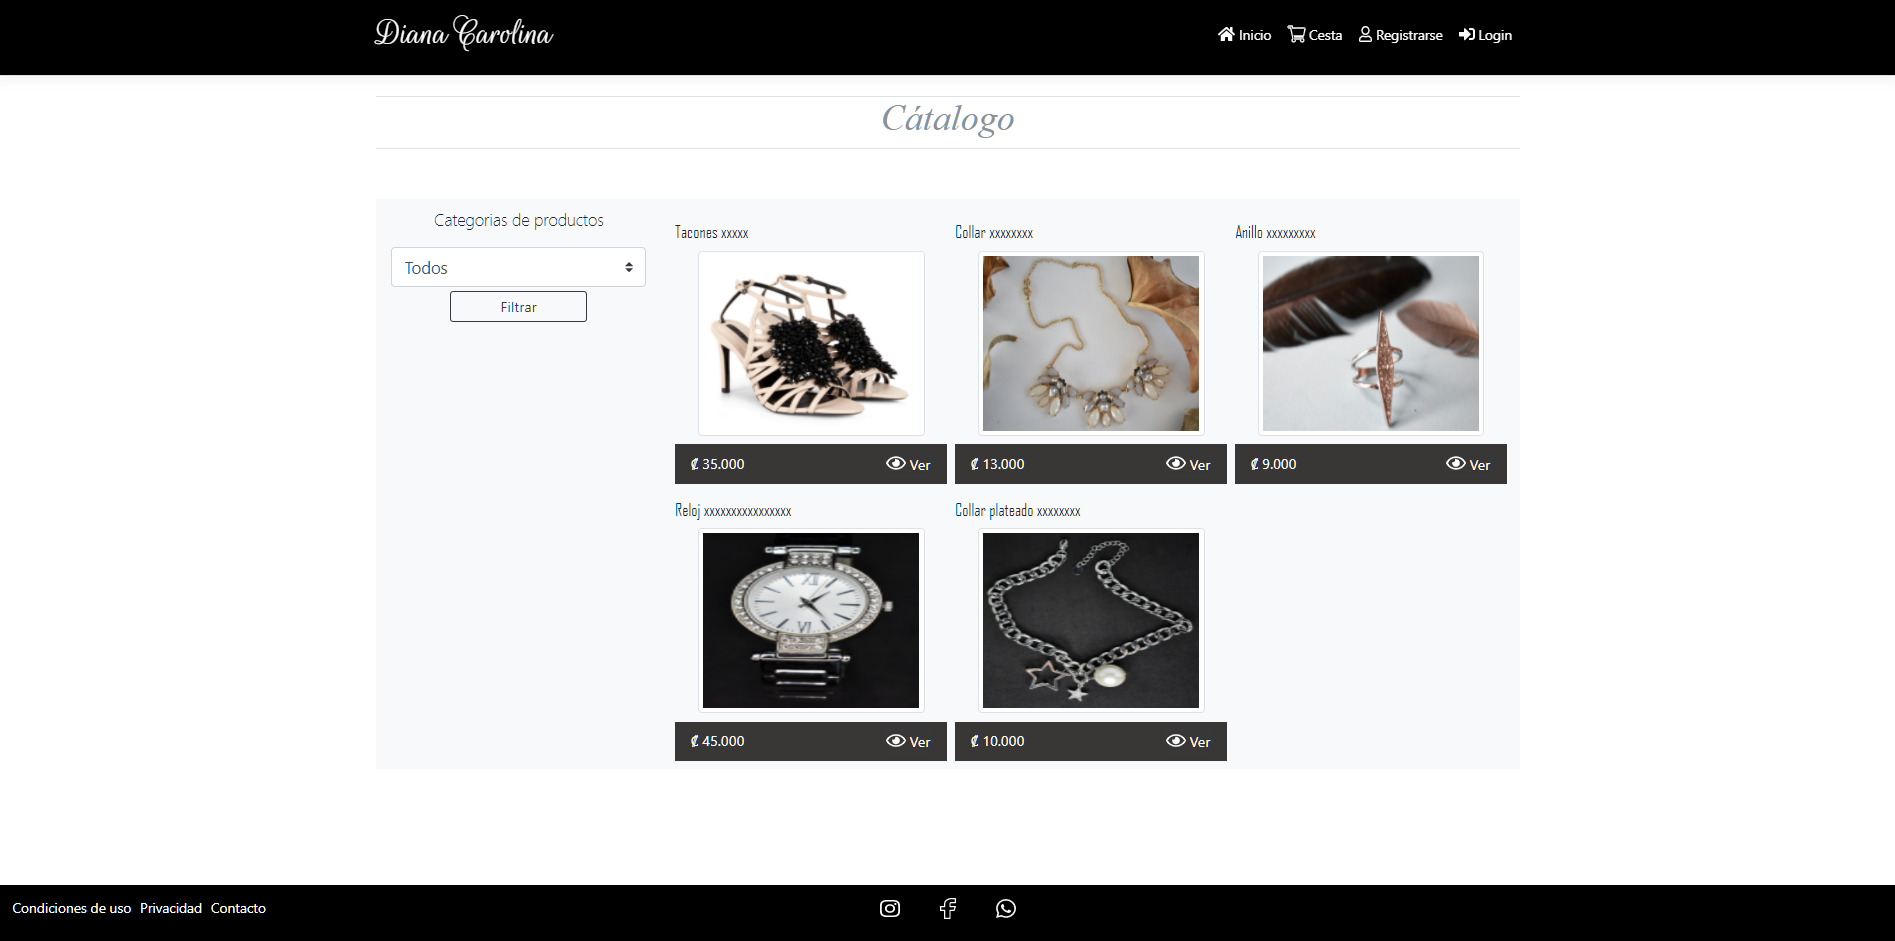 Diana Carolina
Inicio Cesta Registrarse Login
Cátalogo
Categorias de productos
Todos
Filtrar
Tacones xxxxx
₡ 35.000 Ver
Collar xxxxxxxx
₡ 13.000 Ver
Anillo xxxxxxxxx
₡ 9.000 Ver
Reloj xxxxxxxxxxxxxxxx
₡ 45.000 Ver
Collar plateado xxxxxxxx
₡ 10.000 Ver
Condiciones de uso Privacidad Contacto